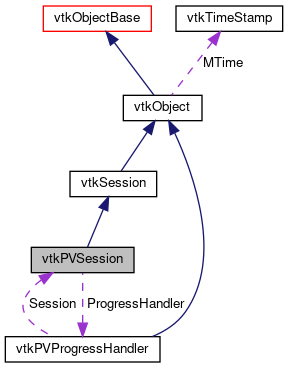 vtkObjectBase
vtkTimeStamp
MTime
vtkObject
vtkSession
vtkPVSession
Session
ProgressHandler
vtkPVProgressHandler